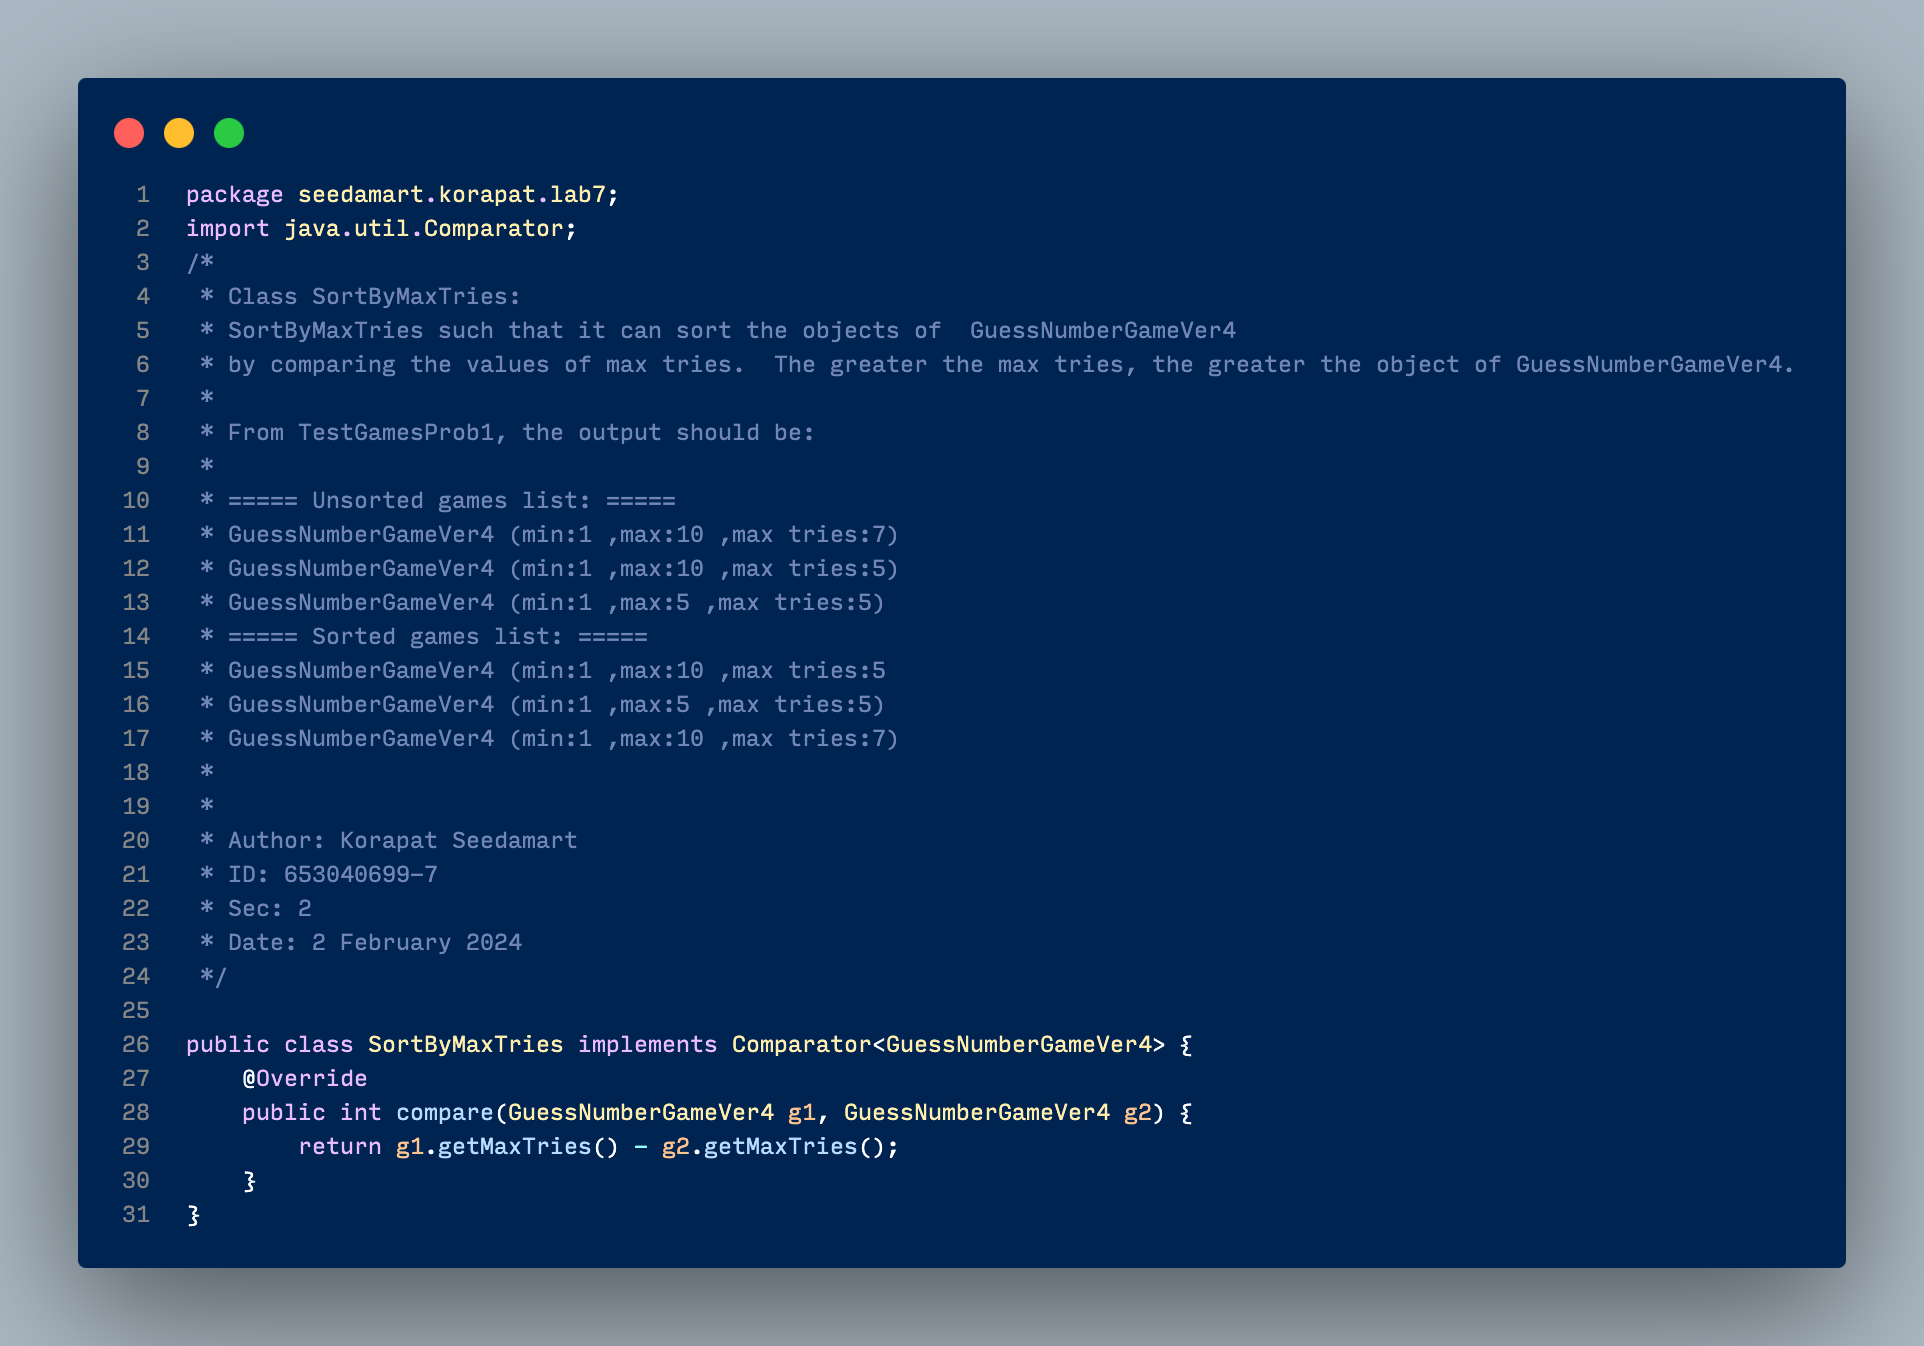 1 package seedamart.korapat.lab7;
2 import java.util.Comparator;
3 /*
4  * Class SortByMaxTries:
5  * SortByMaxTries such that it can sort the objects of  GuessNumberGameVer4
6  * by comparing the values of max tries.  The greater the max tries, the greater the object of GuessNumberGameVer4.
7  *
8  * From TestGamesProb1, the output should be:
9  *
10  * ===== Unsorted games list: =====
11  * GuessNumberGameVer4 (min:1 ,max:10 ,max tries:7)
12  * GuessNumberGameVer4 (min:1 ,max:10 ,max tries:5)
13  * GuessNumberGameVer4 (min:1 ,max:5 ,max tries:5)
14  * ===== Sorted games list: =====
15  * GuessNumberGameVer4 (min:1 ,max:10 ,max tries:5
16  * GuessNumberGameVer4 (min:1 ,max:5 ,max tries:5)
17  * GuessNumberGameVer4 (min:1 ,max:10 ,max tries:7)
18  *
19  *
20  * Author: Korapat Seedamart
21  * ID: 653040699-7
22  * Sec: 2
23  * Date: 2 February 2024
24  */
25
26 public class SortByMaxTries implements Comparator<GuessNumberGameVer4> {
27     @Override
28     public int compare(GuessNumberGameVer4 g1, GuessNumberGameVer4 g2) {
29         return g1.getMaxTries() - g2.getMaxTries();
30     }
31 }